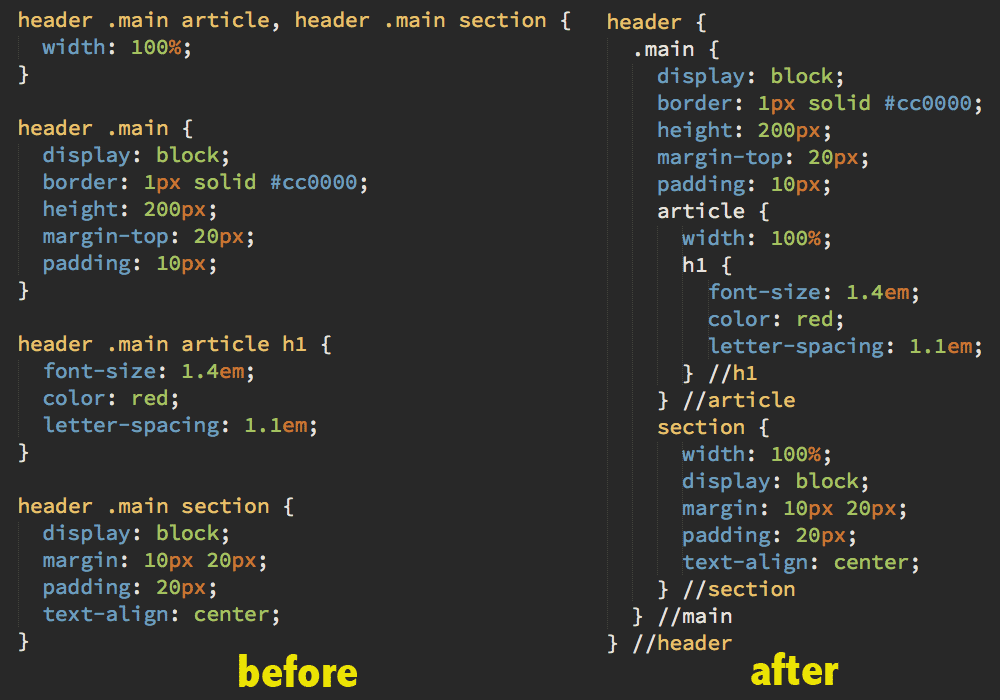 header .main article, header .main section {
  width: 100%;
}

header .main {
  display: block;
  border: 1px solid #cc0000;
  height: 200px;
  margin-top: 20px;
  padding: 10px;
}

header .main article h1 {
  font-size: 1.4em;
  color: red;
  letter-spacing: 1.1em;
}

header .main section {
  display: block;
  margin: 10px 20px;
  padding: 20px;
  text-align: center;
}
before
header {
  .main {
    display: block;
    border: 1px solid #cc0000;
    height: 200px;
    margin-top: 20px;
    padding: 10px;
    article {
      width: 100%;
      h1 {
        font-size: 1.4em;
        color: red;
        letter-spacing: 1.1em;
      } //h1
    } //article
    section {
      width: 100%;
      display: block;
      margin: 10px 20px;
      padding: 20px;
      text-align: center;
    } //section
  } //main
} //header
after